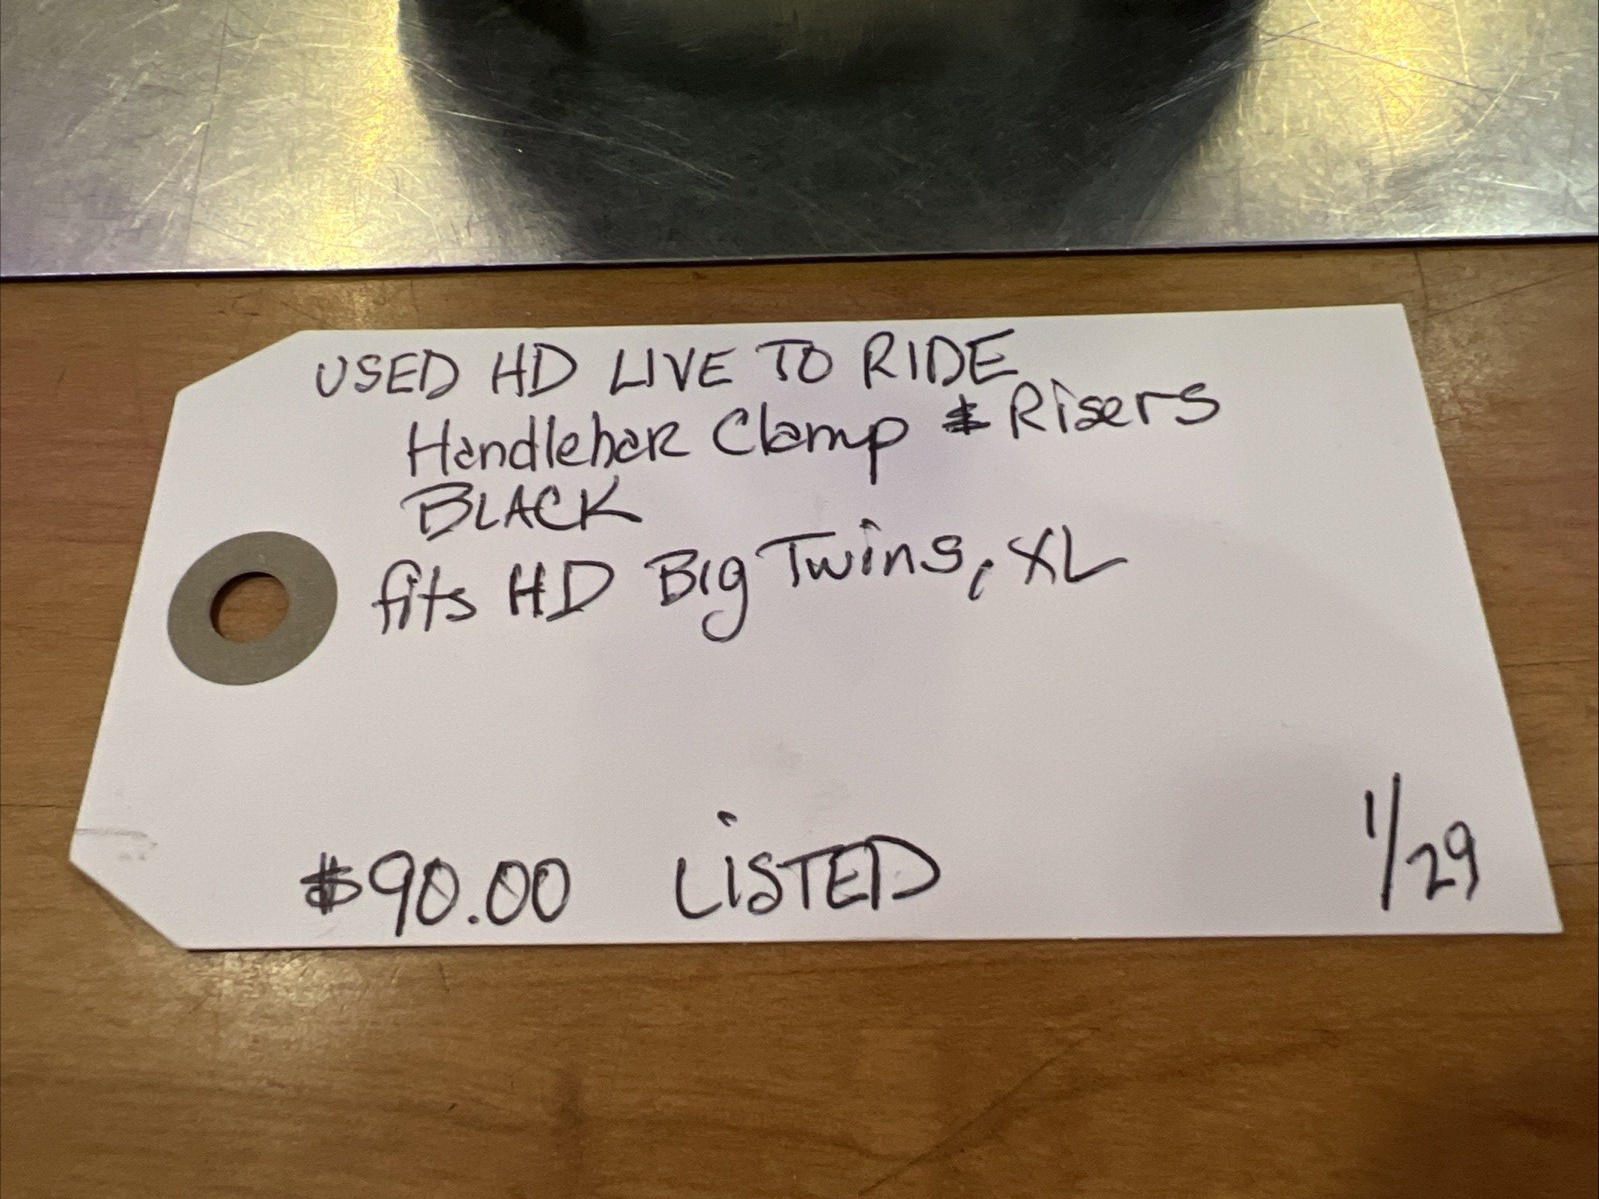 USED HD LIVE TO RIDE
Handlebar Clamp & Risers
BLACK
fits HD Big Twins, XL
$90.00 LiSTED 1/29